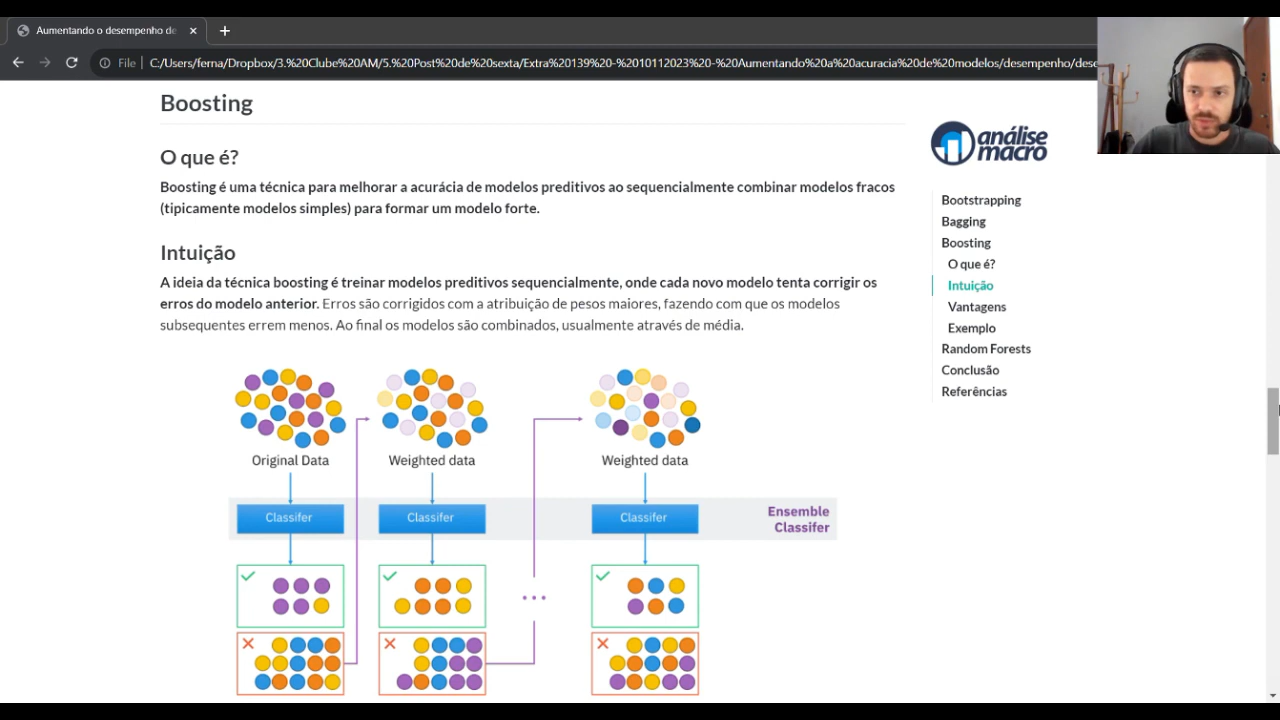 Aumentando o desempenho de
File
C:/Users/ferna/Dropbox/3.%20Clube%20AM/5.%20Post%20de%20sexta/Extra%20139%20-%2010112023%20-%20Aumentando%20a%20acuracia%20de%20modelos/desempenho/dese
Boosting
O que é?
Boosting é uma técnica para melhorar a acurácia de modelos preditivos ao sequencialmente combinar modelos fracos
(tipicamente modelos simples) para formar um modelo forte.
Intuição
A ideia da técnica boosting é treinar modelos preditivos sequencialmente, onde cada novo modelo tenta corrigir os
erros do modelo anterior. Erros são corrigidos com a atribuição de pesos maiores, fazendo com que os modelos
subsequentes errem menos. Ao final os modelos são combinados, usualmente através de média.
Original Data
Weighted data
Weighted data
Classifer
Classifer
Classifer
Ensemble
Classifer
análise
macro
Bootstrapping
Bagging
Boosting
O que é?
Intuição
Vantagens
Exemplo
Random Forests
Conclusão
Referências